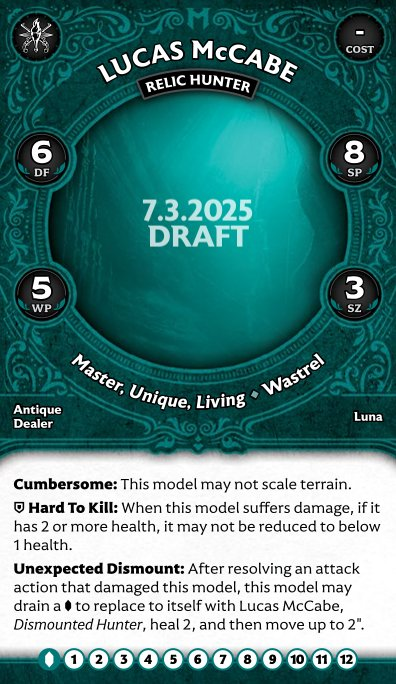 -
COST
LUCAS McCABE
RELIC HUNTER
6
DF
8
SP
7.3.2025
DRAFT
5
WP
3
SZ
Master, Unique, Living ⬥ Wastrel
Antique
Dealer
Luna
Cumbersome: This model may not scale terrain.
Hard To Kill: When this model suffers damage, if it
has 2 or more health, it may not be reduced to below
1 health.
Unexpected Dismount: After resolving an attack
action that damaged this model, this model may
drain a ⬮ to replace to itself with Lucas McCabe,
Dismounted Hunter, heal 2, and then move up to 2".
1 2 3 4 5 6 7 8 9 10 11 12